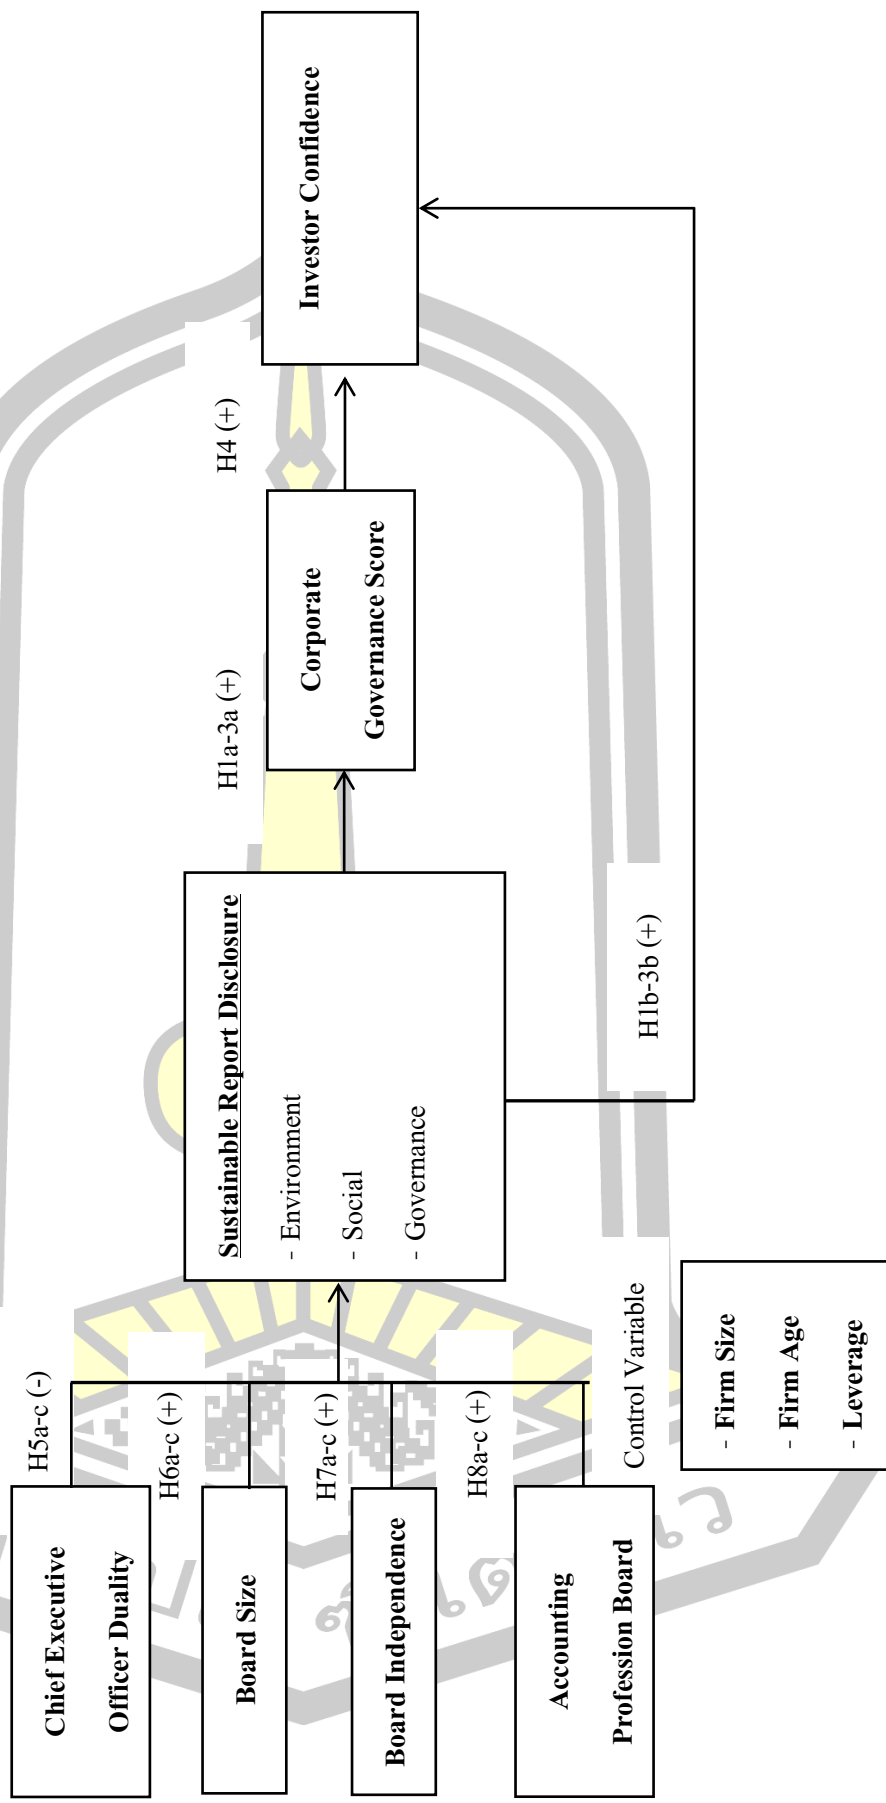 Chief Executive
Officer Duality
Board Size
Board Independence
Accounting
Profession Board
H5a-c (-)
H6a-c (+)
H7a-c (+)
H8a-c (+)
Control Variable
- Firm Size
- Firm Age
- Leverage
Sustainable Report Disclosure
- Environment
- Social
- Governance
H1a-3a (+)
H1b-3b (+)
Corporate
Governance Score
H4 (+)
Investor Confidence